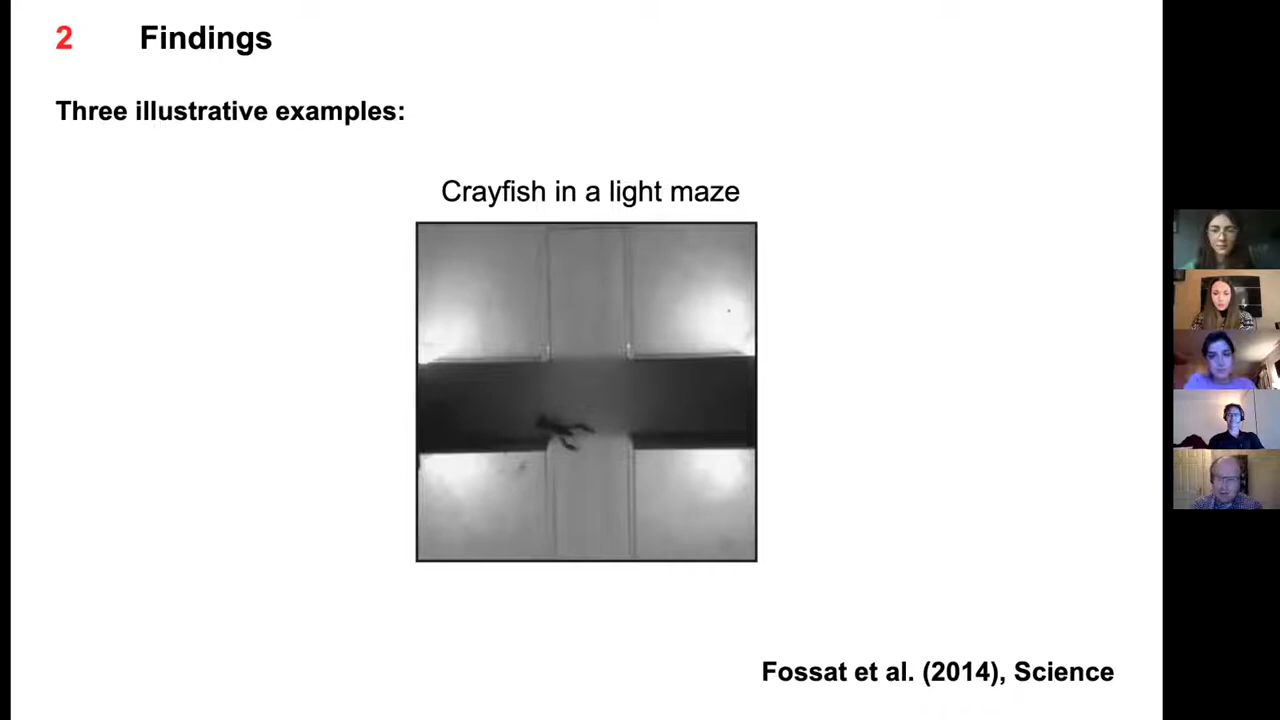 2 Findings
Three illustrative examples:
Crayfish in a light maze
Fossat et al. (2014), Science